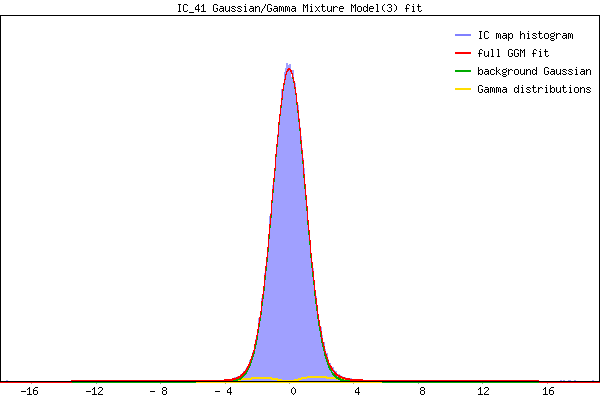 IC_41 Gaussian/Gamma Mixture Model(3) fit
IC map histogram
full GGM fit
background Gaussian
Gamma distributions
-16 -12 - 8 - 4 0 4 8 12 16